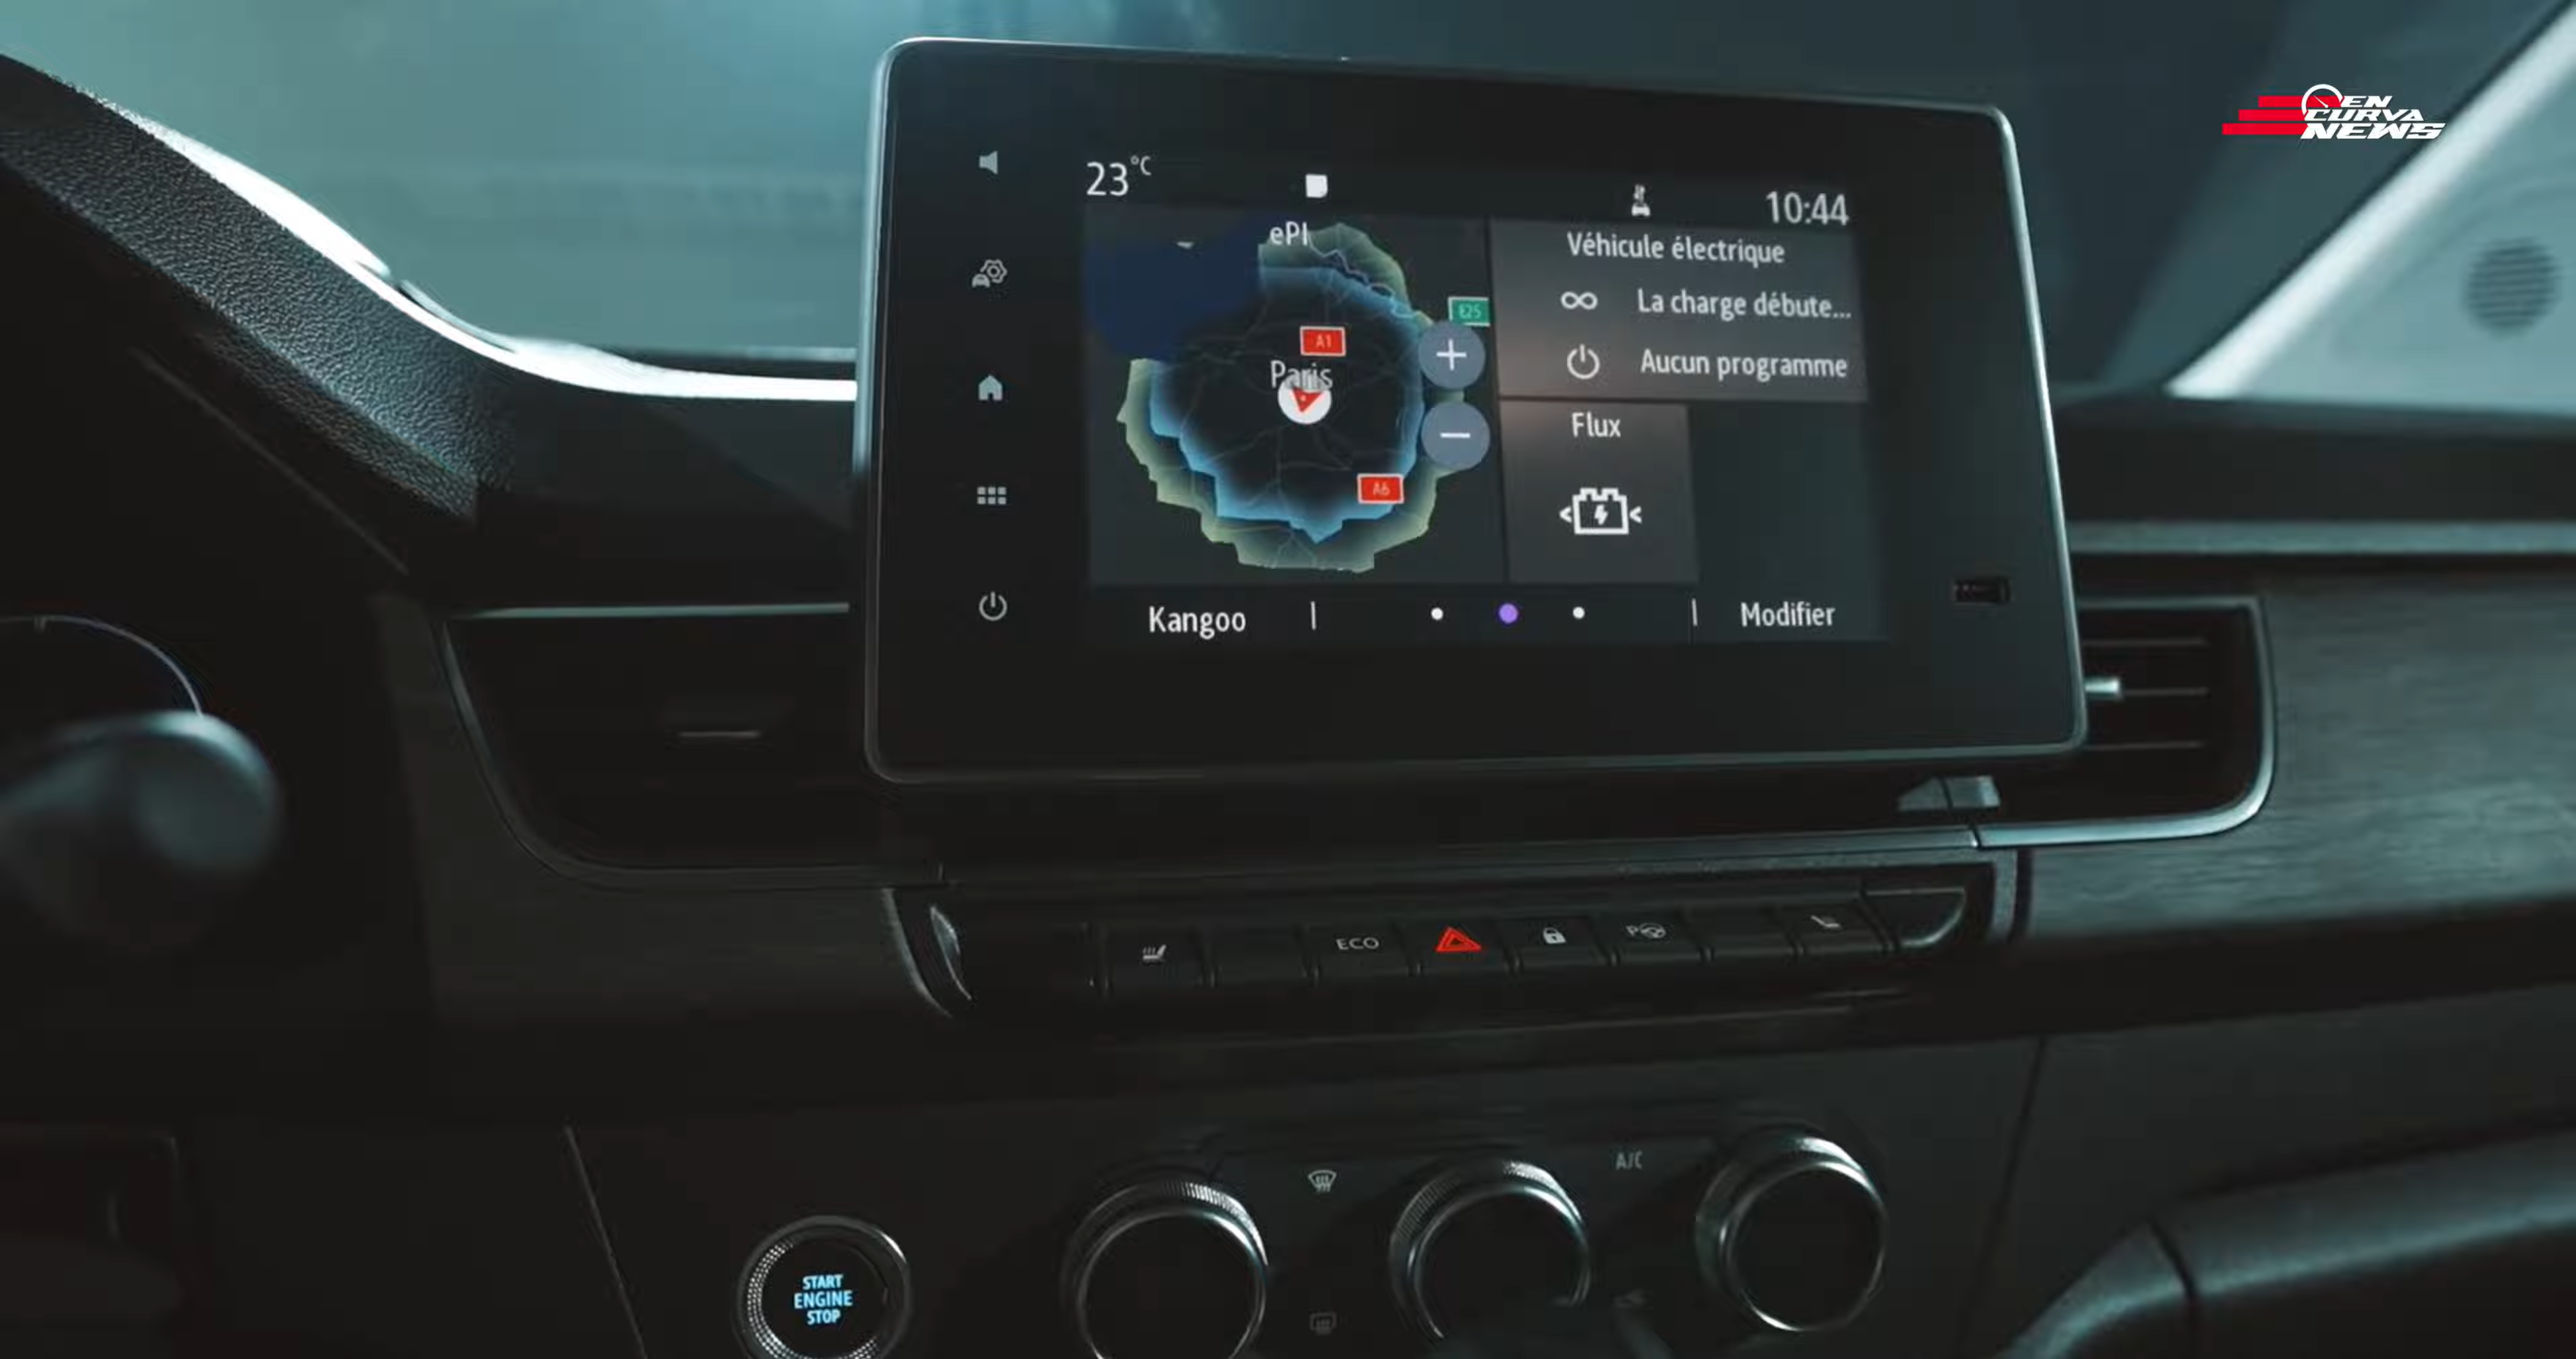 EN
CURVA
NEWS
23°C
10:44
ePI
E25
A1
Paris
A6
Véhicule électrique
La charge débute...
Aucun programme
Flux
Kangoo
Modifier
ECO
P
A/C
START
ENGINE
STOP